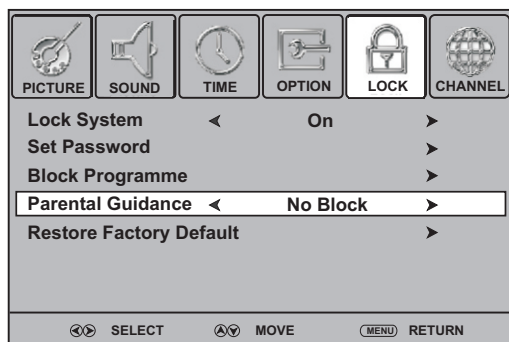 PICTURE SOUND TIME OPTION LOCK CHANNEL
Lock System On
Set Password
Block Programme
Parental Guidance No Block
Restore Factory Default
SELECT MOVE MENU RETURN